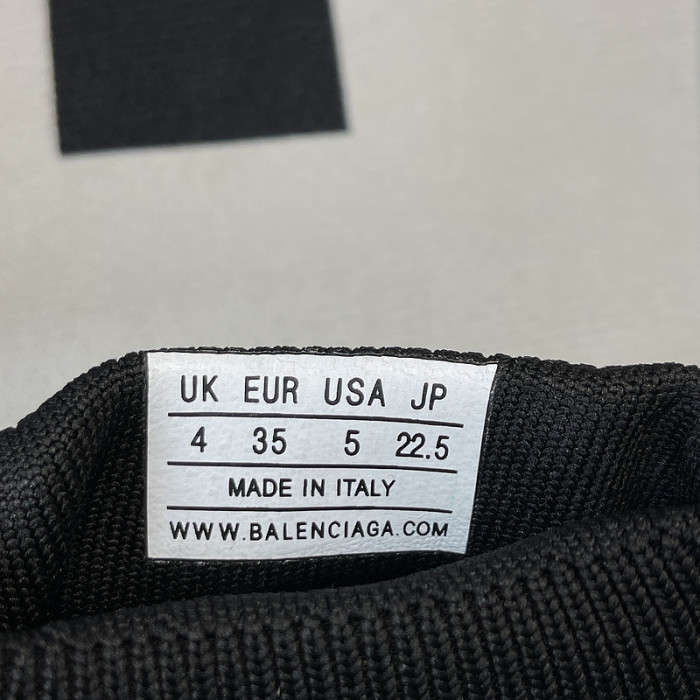 UK EUR USA JP
4 35 5 22.5
MADE IN ITALY
WWW.BALENCIAGA.COM